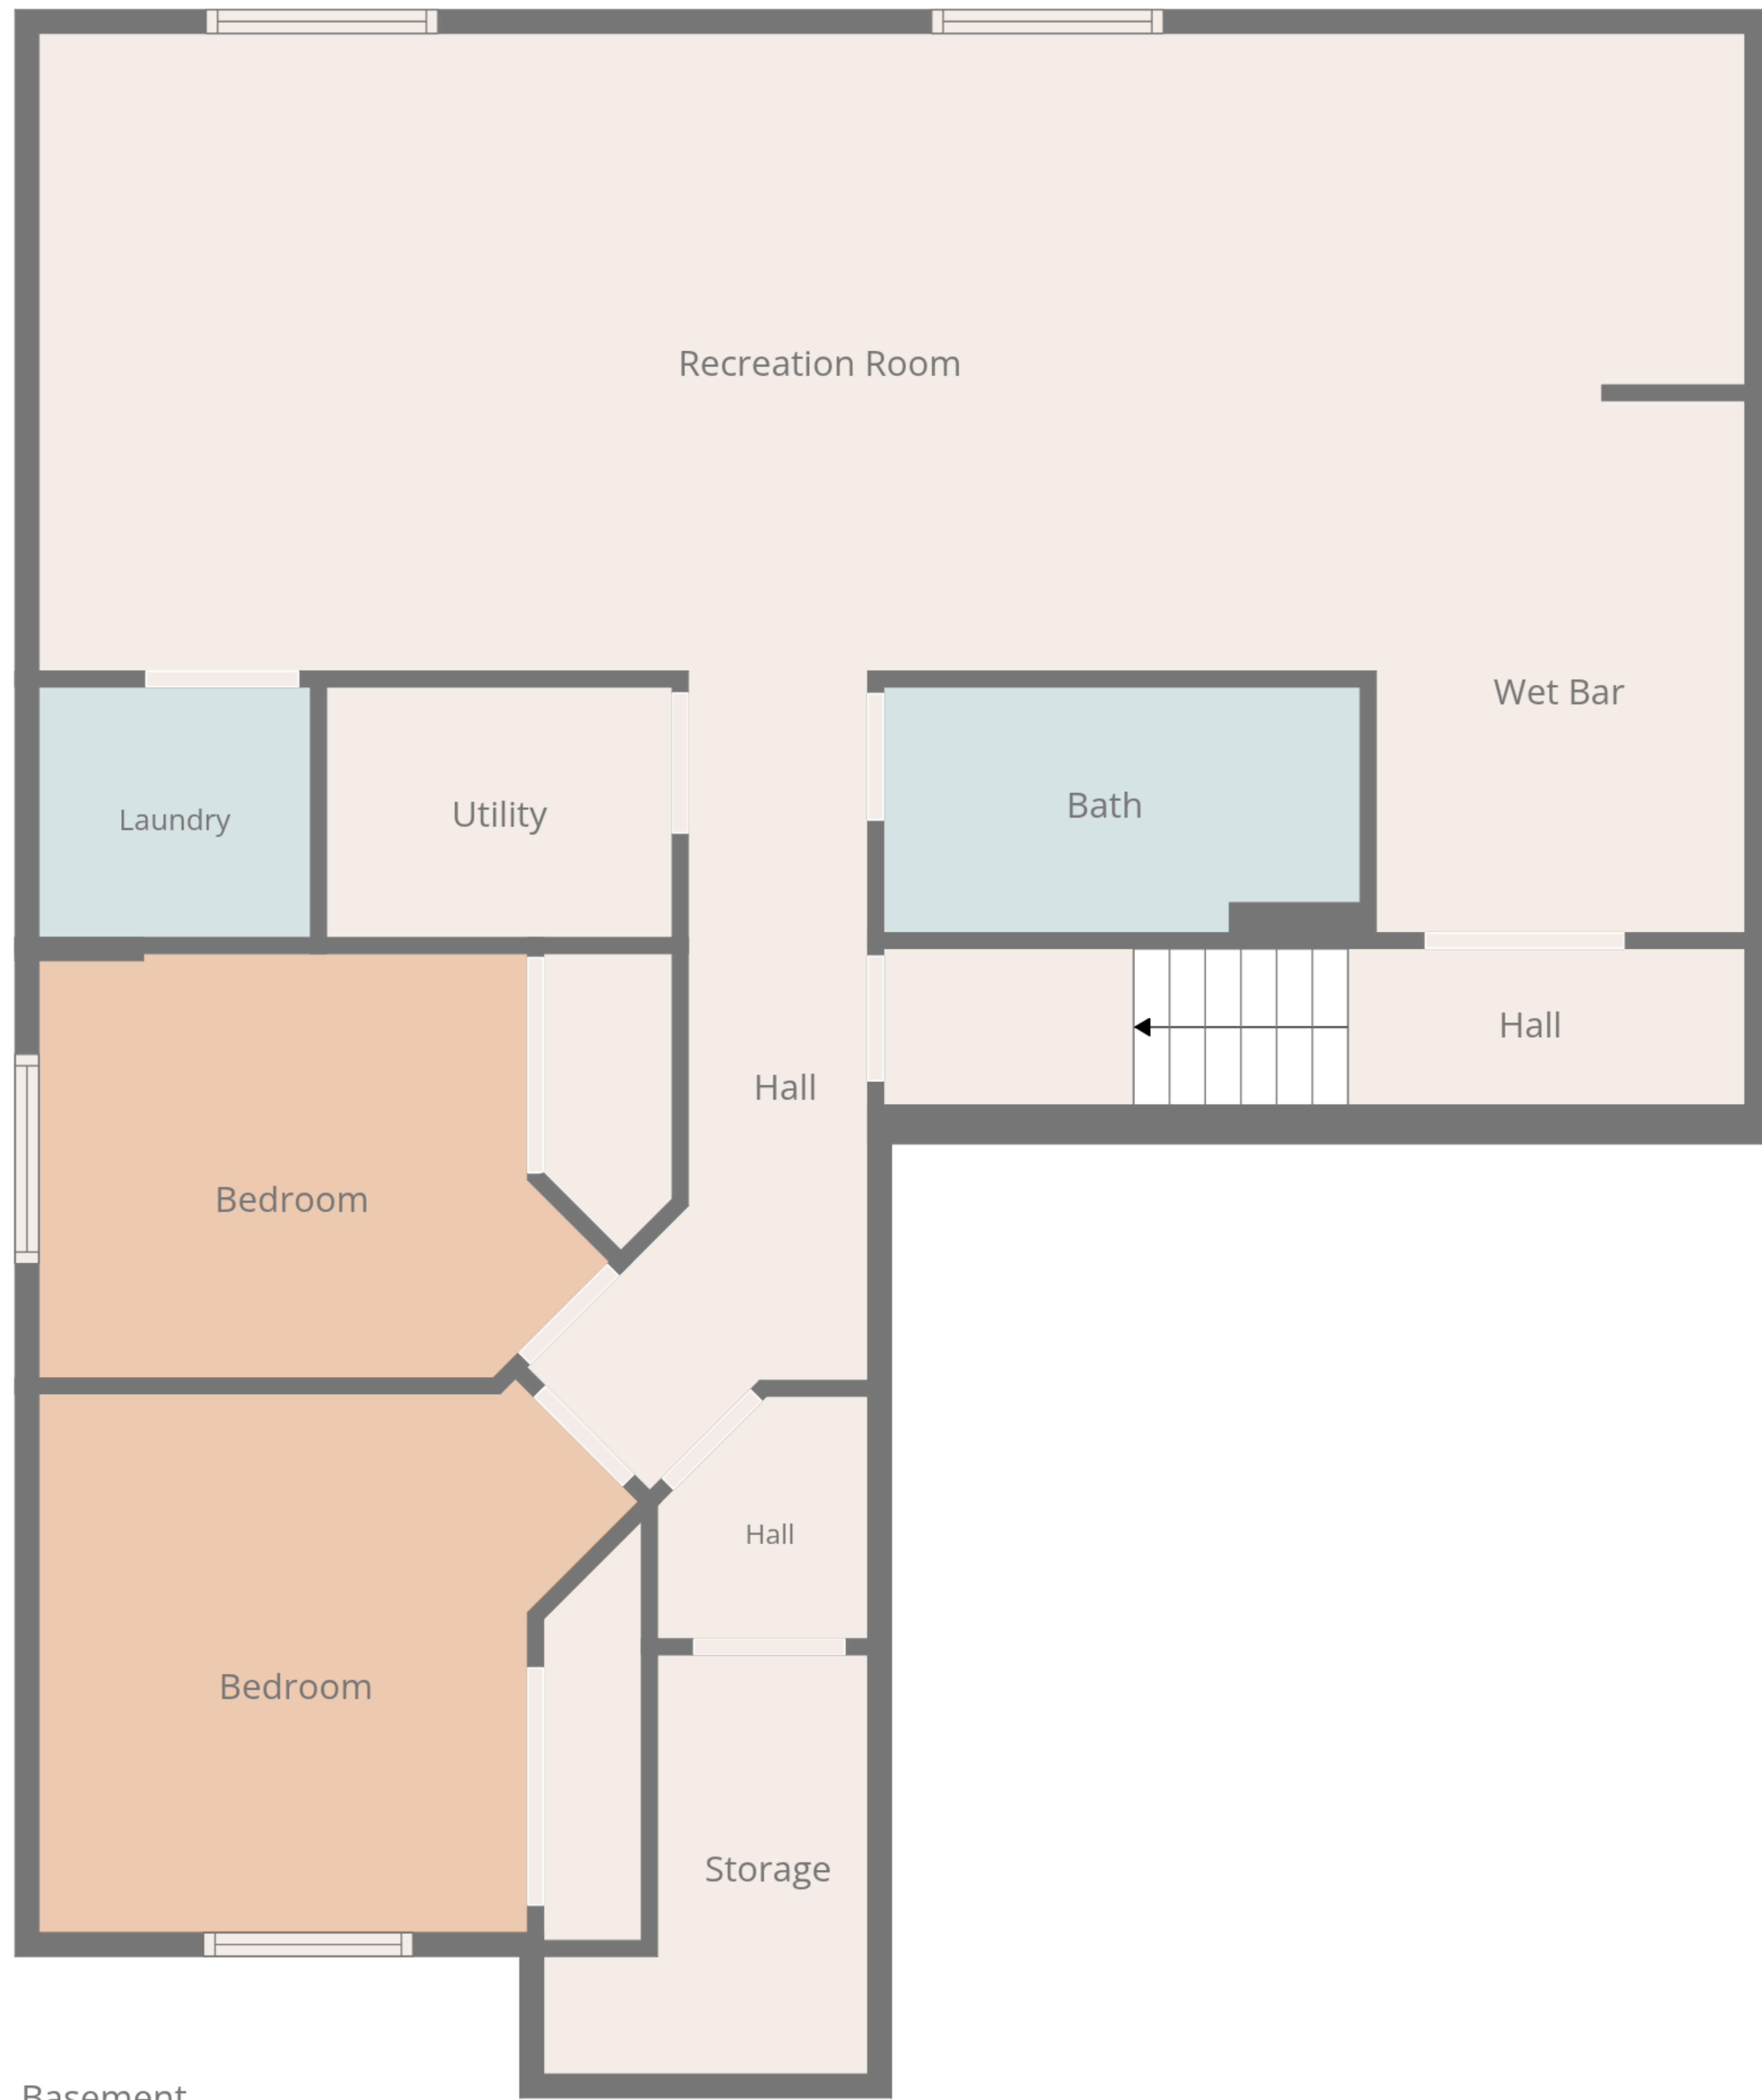 Recreation Room
Wet Bar
Laundry
Utility
Bath
Hall
Hall
Bedroom
Hall
Bedroom
Storage
Basement